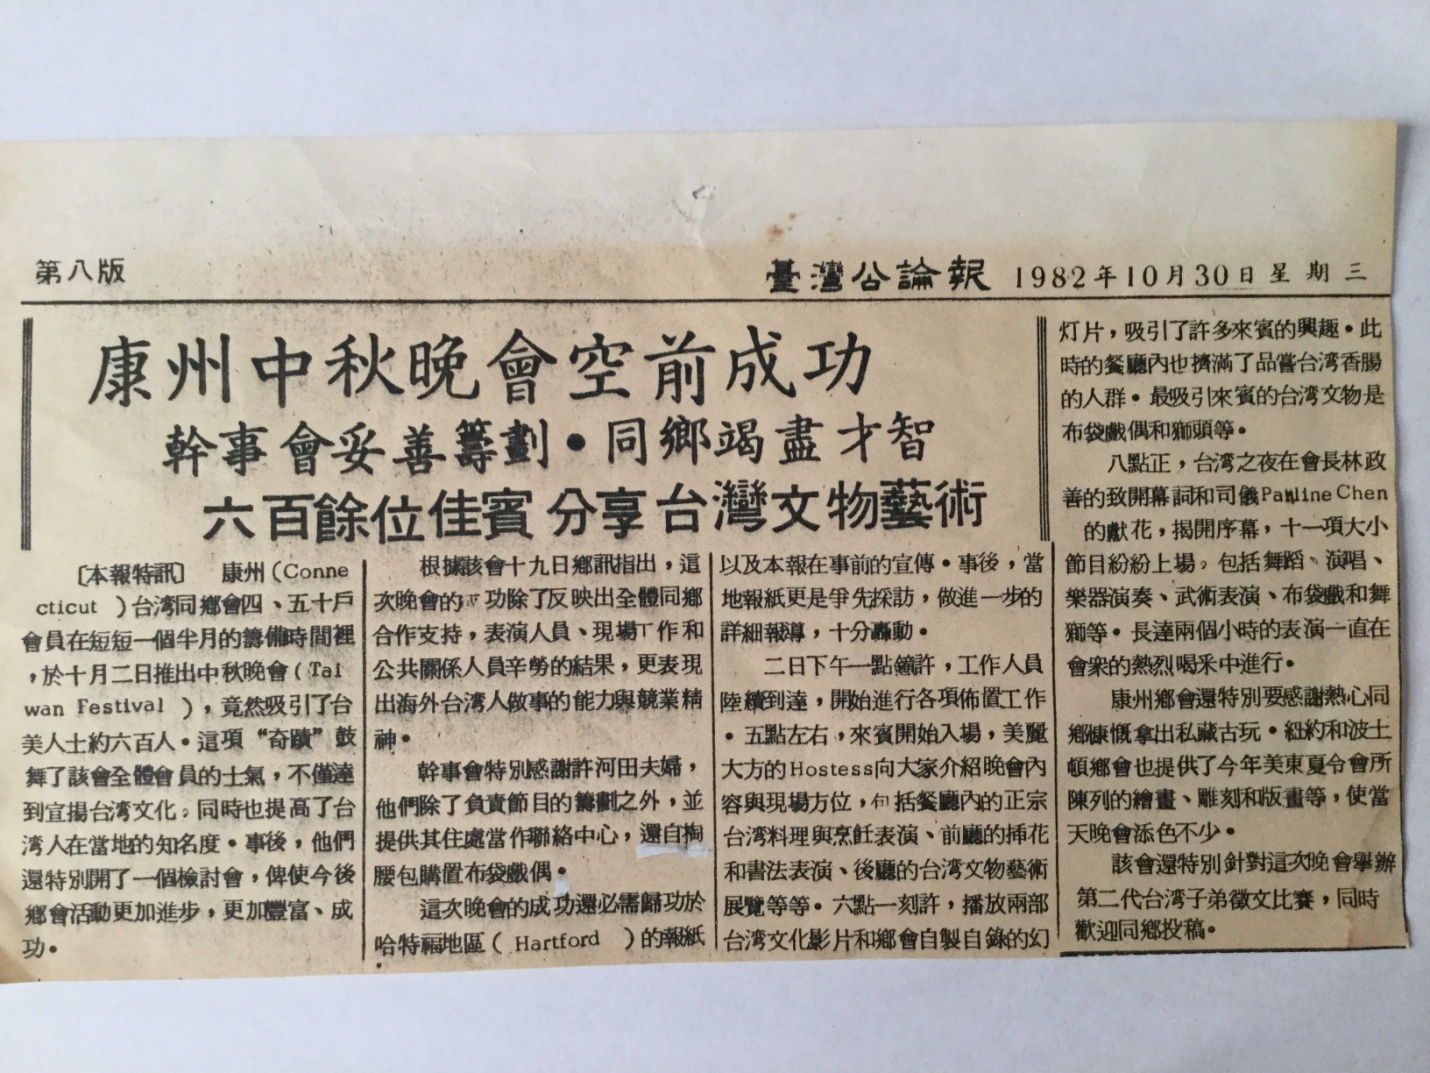 第八版
臺灣公論報 1982年10月30日星期三
康州中秋晚會空前成功
幹事會妥善籌劃•同鄉竭盡才智
六百餘位佳賓分享台灣文物藝術
〔本報特訊〕 康州(Conne
cticut )台湾同鄉會四、五十戶
會員在短短一個半月的籌備時間裡
，於十月二日推出中秋晚會(Tai
wan Festival )，竟然吸引了台
美人士約六百人•這項“奇蹟”鼓
舞了該會全體會員的士氣，不僅達
到宣揚台湾文化。同時也提高了台
湾人在當地的知名度•事後，他們
還特別開了一個檢討會，俾使今後
鄉會活動更加進步，更加豐富、成
功•
根據該會十九日鄉訊指出，這
次晚會的成功除了反映出全體同鄉
合作支持，表演人員、現場工作和
公共關係人員辛勞的結果，更表現
出海外台湾人做事的能力與競業精
神•
幹事會特別感謝許河田夫婦，
他們除了負責節目的籌劃之外，並
提供其住處當作聯絡中心，還自掏
腰包購置布袋戲偶•
這次晚會的成功還必需歸功於
哈特福地區( Hartford )的報紙
以及本報在事前的宣傳•事後，當
地報紙更是爭先採訪，做進一步的
詳細報導，十分轟動•
二日下午一點鐘許，工作人員
陸續到達，開始進行各項佈置工作
•五點左右，來賓開始入場，美麗
大方的Hostess向大家介紹晚會內
容與現場方位，包括餐廳內的正宗
台湾料理與烹飪表演、前廳的揷花
和書法表演、後廳的台湾文物藝術
展覽等等•六點一刻許，播放兩部
台湾文化影片和鄉會自製自錄的幻
灯片，吸引了許多來賓的興趣•此
時的餐廳內也擠滿了品嘗台湾香腸
的人群•最吸引來賓的台湾文物是
布袋戲偶和獅頭等•
八點正，台湾之夜在會長林政
善的致開幕詞和司儀Pauline Chen
的獻花，揭開序幕，十一項大小
節目紛紛上場。包括舞蹈、演唱、
樂器演奏、武術表演、布袋戲和舞
獅等•長達兩個小時的表演一直在
會衆的熱烈喝采中進行•
康州鄉會還特別要感謝熱心同
鄉慷慨拿出私藏古玩•紐約和波士
頓鄉會也提供了今年美東夏令會所
陳列的繪畫、雕刻和版畫等，使當
天晚會添色不少•
該會還特別針對這次晚會舉辦
第二代台湾子弟徵文比賽，同時
歡迎同鄉投稿•